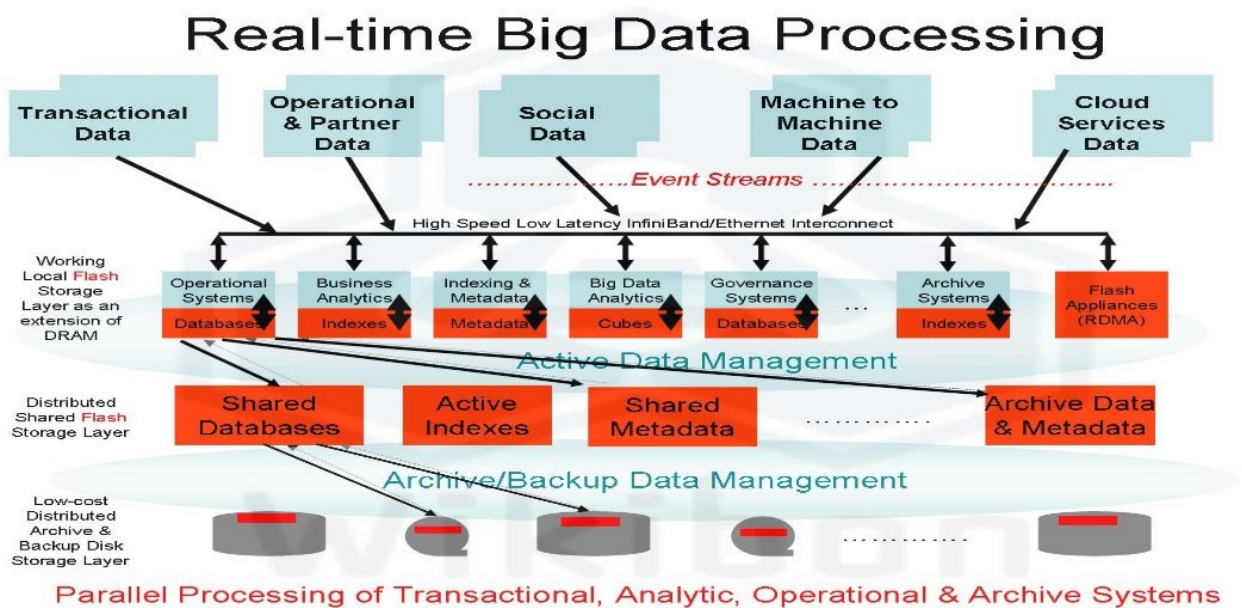 Real-time Big Data Processing
Transactional
Data
Operational
& Partner
Data
Social
Data
Machine to
Machine
Data
Cloud
Services
Data
......................Event Streams ..........................................
High Speed Low Latency InfiniBand/Ethernet Interconnect
Working
Local Flash
Storage
Layer as an
extension of
DRAM
Operational
Systems
Databases
Business
Analytics
Indexes
Indexing &
Metadata
Metadata
Big Data
Analytics
Cubes
Governance
Systems
Databases
...
Archive
Systems
Indexes
Flash
Appliances
(RDMA)
Active Data Management
Distributed
Shared Flash
Storage Layer
Shared
Databases
Active
Indexes
Shared
Metadata
.............
Archive Data
& Metadata
Archive/Backup Data Management
Low-cost
Distributed
Archive &
Backup Disk
Storage Layer
.............
wikibon
Parallel Processing of Transactional, Analytic, Operational & Archive Systems